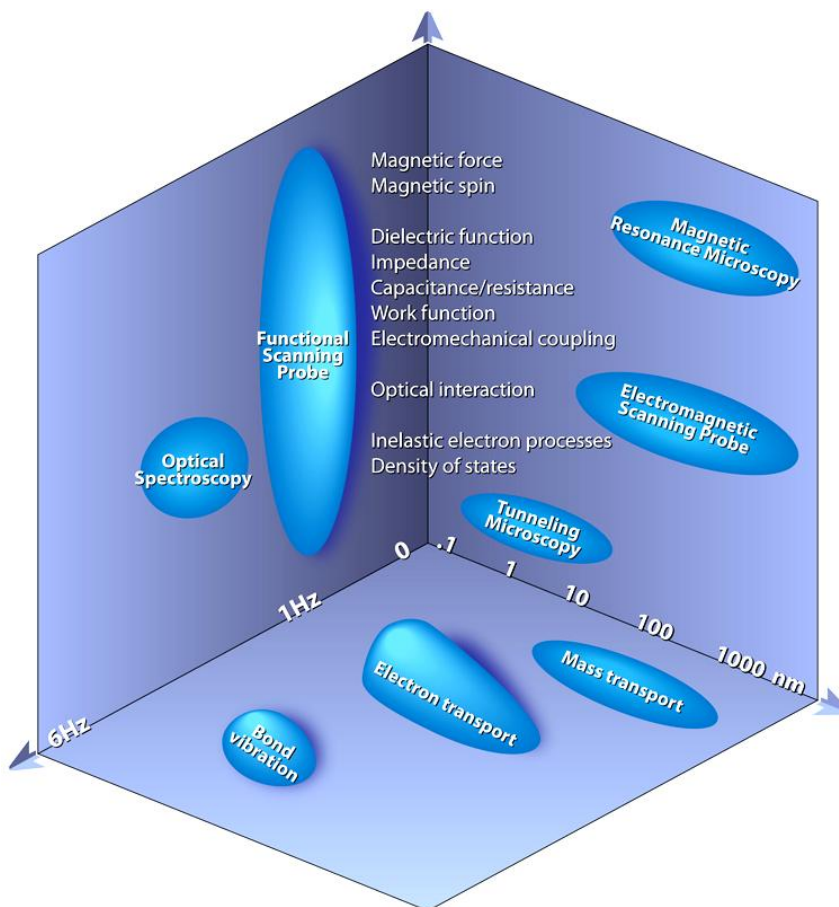 Magnetic force
Magnetic spin
Dielectric function
Impedance
Capacitance/resistance
Work function
Electromechanical coupling
Optical interaction
Inelastic electron processes
Density of states
Functional
Scanning
Probe
Optical
Spectroscopy
Magnetic
Resonance Microscopy
Electromagnetic
Scanning Probe
Tunneling
Microscopy
0
1Hz
6Hz
.1
1
10
100
1000 nm
Electron transport
Mass transport
Bond
vibration